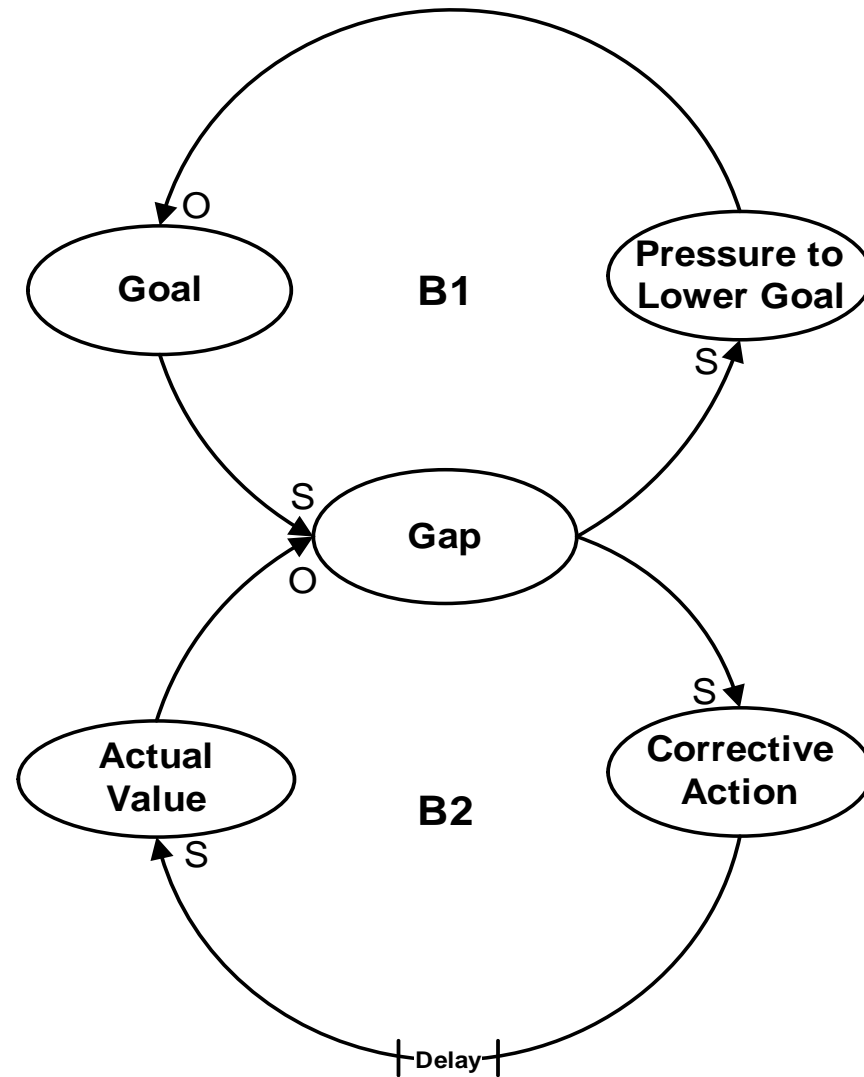 O
Goal
B1
Pressure to
Lower Goal
S
S
Gap
O
S
Actual
Value
Corrective
Action
B2
S
Delay